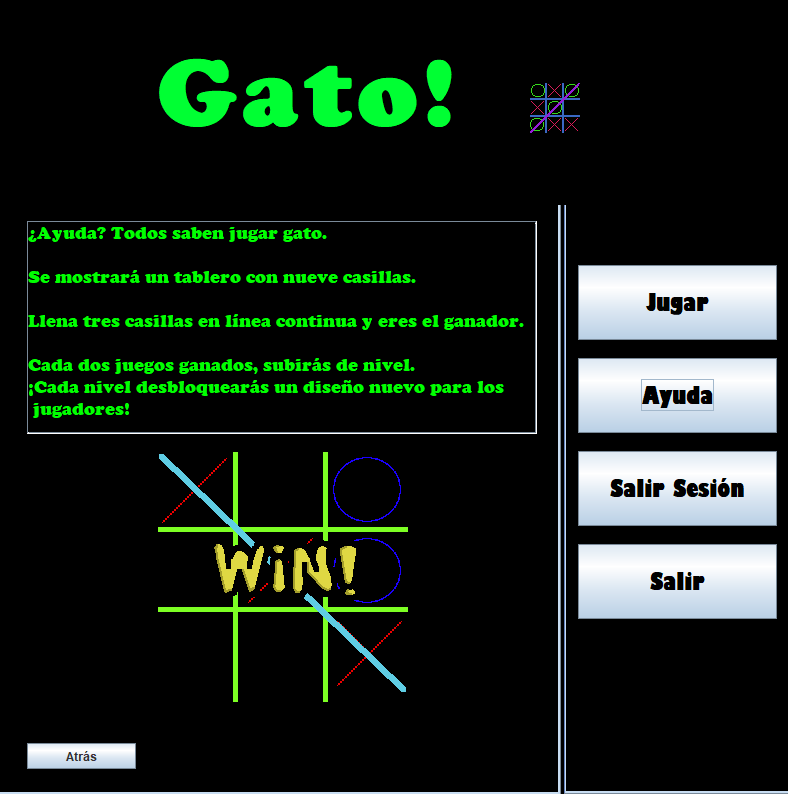 Gato!
¿Ayuda? Todos saben jugar gato.
Se mostrará un tablero con nueve casillas.
Llena tres casillas en línea continua y eres el ganador.
Cada dos juegos ganados, subirás de nivel.
¡Cada nivel desbloquearás un diseño nuevo para los
jugadores!
WiN!
Atrás
Jugar
Ayuda
Salir Sesión
Salir